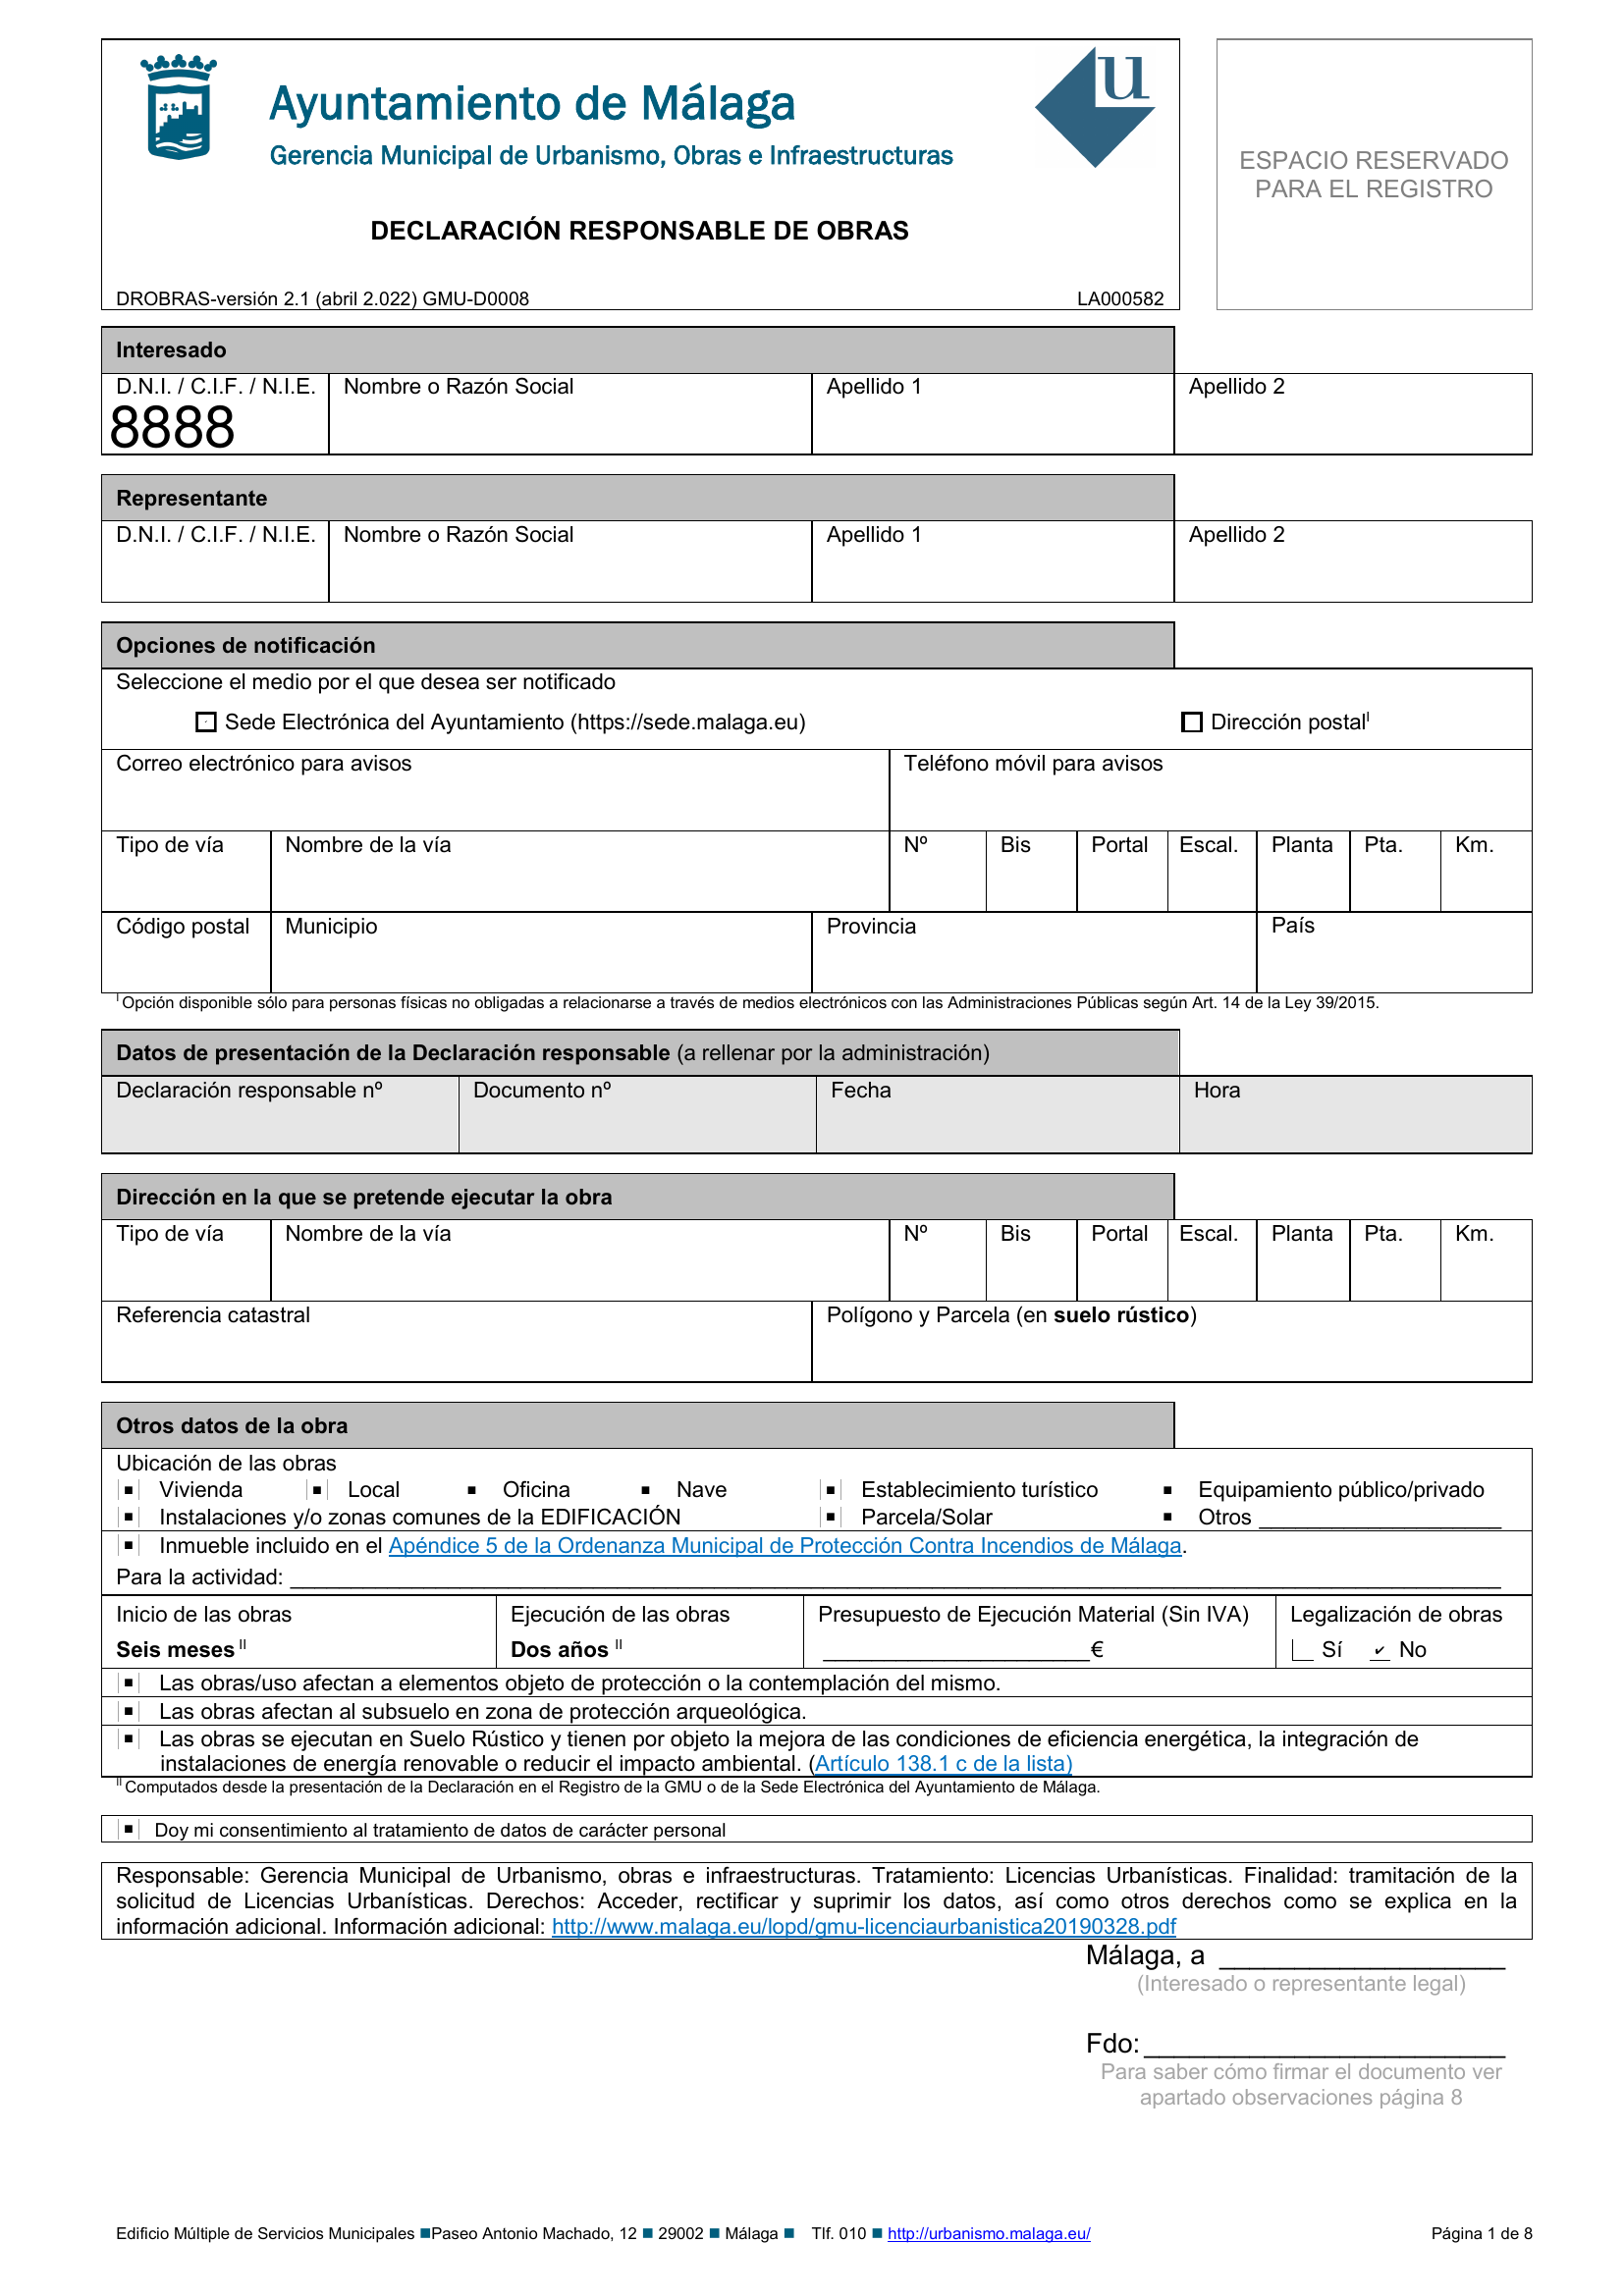 Ayuntamiento de Málaga
Gerencia Municipal de Urbanismo, Obras e Infraestructuras
u
DECLARACIÓN RESPONSABLE DE OBRAS
DROBRAS-versión 2.1 (abril 2.022) GMU-D0008 LA000582
ESPACIO RESERVADO
PARA EL REGISTRO
Interesado
D.N.I. / C.I.F. / N.I.E. Nombre o Razón Social Apellido 1 Apellido 2
8888
Representante
D.N.I. / C.I.F. / N.I.E. Nombre o Razón Social Apellido 1 Apellido 2
Opciones de notificación
Seleccione el medio por el que desea ser notificado
Sede Electrónica del Ayuntamiento (https://sede.malaga.eu) Dirección postal I
Correo electrónico para avisos Teléfono móvil para avisos
Tipo de vía Nombre de la vía Nº Bis Portal Escal. Planta Pta. Km.
Código postal Municipio Provincia País
I Opción disponible sólo para personas físicas no obligadas a relacionarse a través de medios electrónicos con las Administraciones Públicas según Art. 14 de la Ley 39/2015.
Datos de presentación de la Declaración responsable (a rellenar por la administración)
Declaración responsable nº Documento nº Fecha Hora
Dirección en la que se pretende ejecutar la obra
Tipo de vía Nombre de la vía Nº Bis Portal Escal. Planta Pta. Km.
Referencia catastral Polígono y Parcela (en suelo rústico)
Otros datos de la obra
Ubicación de las obras
Vivienda Local Oficina Nave Establecimiento turístico Equipamiento público/privado
Instalaciones y/o zonas comunes de la EDIFICACIÓN Parcela/Solar Otros
Inmueble incluido en el Apéndice 5 de la Ordenanza Municipal de Protección Contra Incendios de Málaga.
Para la actividad:
Inicio de las obras Ejecución de las obras Presupuesto de Ejecución Material (Sin IVA) Legalización de obras
Seis meses II Dos años II € Sí ✓ No
Las obras/uso afectan a elementos objeto de protección o la contemplación del mismo.
Las obras afectan al subsuelo en zona de protección arqueológica.
Las obras se ejecutan en Suelo Rústico y tienen por objeto la mejora de las condiciones de eficiencia energética, la integración de
instalaciones de energía renovable o reducir el impacto ambiental. (Artículo 138.1 c de la lista)
II Computados desde la presentación de la Declaración en el Registro de la GMU o de la Sede Electrónica del Ayuntamiento de Málaga.
Doy mi consentimiento al tratamiento de datos de carácter personal
Responsable: Gerencia Municipal de Urbanismo, obras e infraestructuras. Tratamiento: Licencias Urbanísticas. Finalidad: tramitación de la
solicitud de Licencias Urbanísticas. Derechos: Acceder, rectificar y suprimir los datos, así como otros derechos como se explica en la
información adicional. Información adicional: http://www.malaga.eu/lopd/gmu-licenciaurbanistica20190328.pdf
Málaga, a
(Interesado o representante legal)
Fdo:
Para saber cómo firmar el documento ver
apartado observaciones página 8
Edificio Múltiple de Servicios Municipales ■Paseo Antonio Machado, 12 ■ 29002 ■ Málaga ■ Tlf. 010 ■ http://urbanismo.malaga.eu/ Página 1 de 8